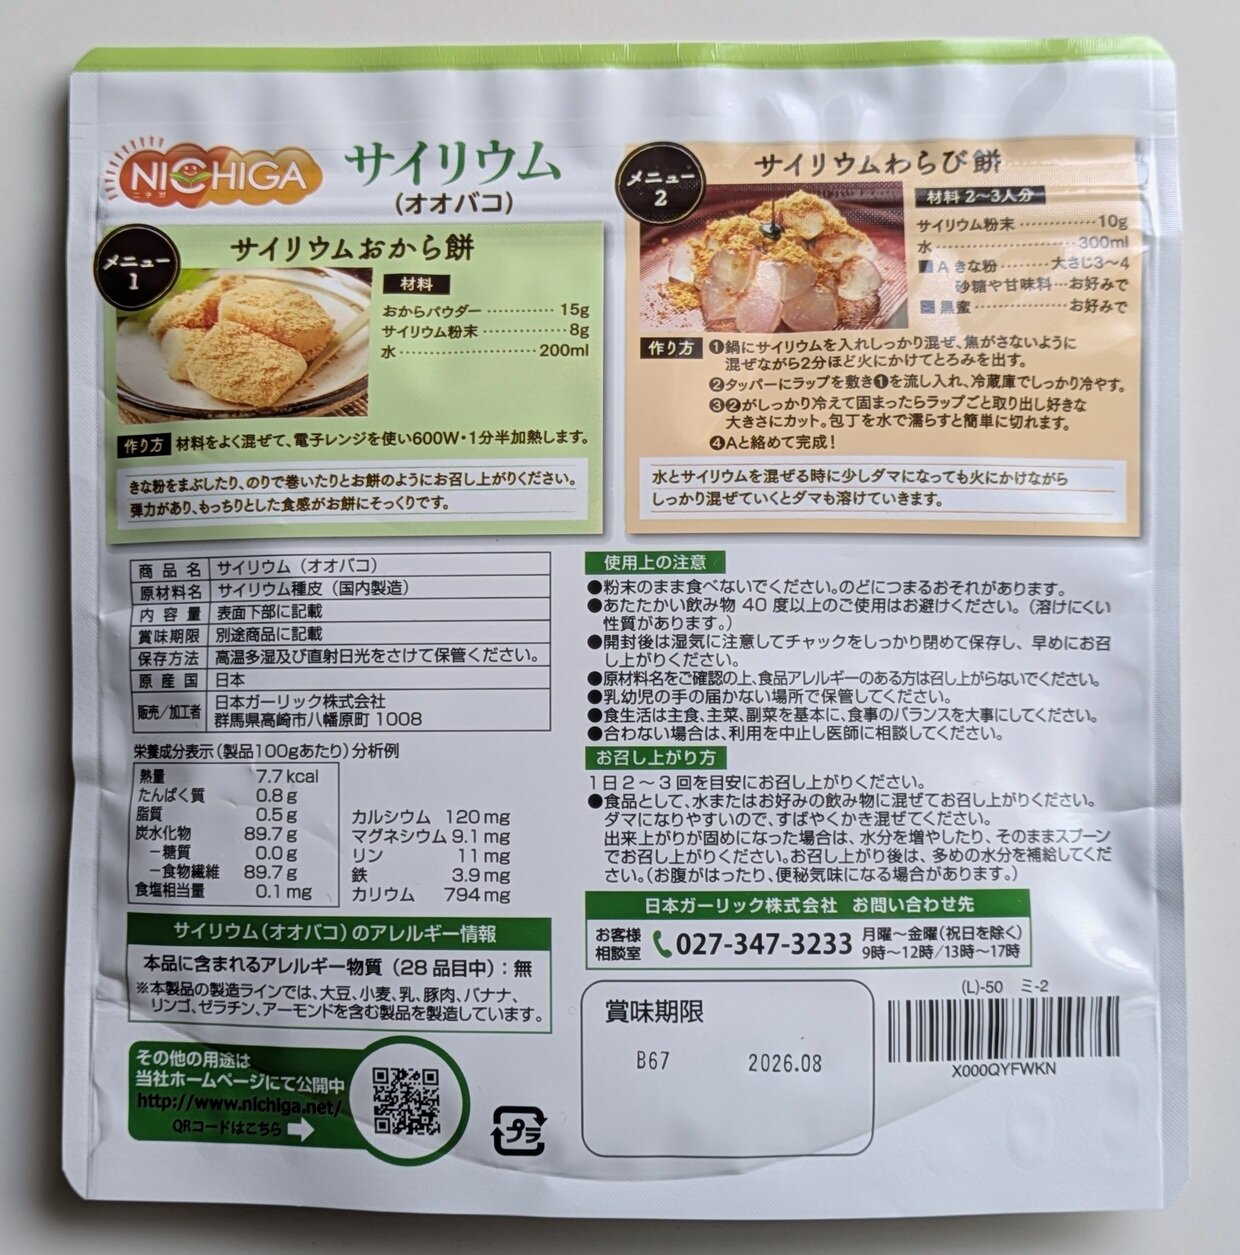 NICHIGA
ニチガ
サイリウム
(オオバコ)
メニュー
1
サイリウムおから餅
材料
おからパウダー ………… 15g
サイリウム粉末 …………… 8g
水 …………………… 200ml
作り方 材料をよく混ぜて、電子レンジを使い600W・1分半加熱します。
きな粉をまぶしたり、のりで巻いたりとお餅のようにお召し上がりください。
弾力があり、もっちりとした食感がお餅にそっくりです。
メニュー
2
サイリウムわらび餅
材料 2〜3人分
サイリウム粉末 ………… 10g
水 …………………… 300ml
A きな粉 ……… 大さじ3〜4
砂糖や甘味料 … お好みで
黒蜜 ……………… お好みで
作り方 ❶鍋にサイリウムを入れしっかり混ぜ、焦がさないように
混ぜながら2分ほど火にかけてとろみを出す。
❷タッパーにラップを敷き❶を流し入れ、冷蔵庫でしっかり冷やす。
❸❷がしっかり冷えて固まったらラップごと取り出し好きな
大きさにカット。包丁を水で濡らすと簡単に切れます。
❹Aと絡めて完成!
水とサイリウムを混ぜる時に少しダマになっても火にかけながら
しっかり混ぜていくとダマも溶けていきます。
商品名 サイリウム（オオバコ）
原材料名 サイリウム種皮（国内製造）
内容量 表面下部に記載
賞味期限 別途商品に記載
保存方法 高温多湿及び直射日光をさけて保管ください。
原産国 日本
販売／加工者 日本ガーリック株式会社
群馬県高崎市八幡原町 1008
栄養成分表示(製品100gあたり)分析例
熱量 7.7kcal
たんぱく質 0.8g
脂質 0.5g
炭水化物 89.7g
−糖質 0.0g
−食物繊維 89.7g
食塩相当量 0.1mg
カルシウム 120mg
マグネシウム 9.1mg
リン 11mg
鉄 3.9mg
カリウム 794mg
サイリウム(オオバコ)のアレルギー情報
本品に含まれるアレルギー物質（28品目中）：無
※本製品の製造ラインでは、大豆、小麦、乳、豚肉、バナナ、
リンゴ、ゼラチン、アーモンドを含む製品を製造しています。
その他の用途は
当社ホームページにて公開中
http://www.nichiga.net/
QRコードはこちら
プラ
使用上の注意
●粉末のまま食べないでください。のどにつまるおそれがあります。
●あたたかい飲み物 40 度以上のご使用はお避けください。（溶けにくい
性質があります。）
●開封後は湿気に注意してチャックをしっかり閉めて保存し、早めにお召
し上がりください。
●原材料名をご確認の上、食品アレルギーのある方は召し上がらないでください。
●乳幼児の手の届かない場所で保管してください。
●食生活は主食、主菜、副菜を基本に、食事のバランスを大事にしてください。
●合わない場合は、利用を中止し医師に相談してください。
お召し上がり方
1日2〜3回を目安にお召し上がりください。
●食品として、水またはお好みの飲み物に混ぜてお召し上がりください。
ダマになりやすいので、すばやくかき混ぜてください。
出来上がりが固めになった場合は、水分を増やしたり、そのままスプーン
でお召し上がりください。お召し上がり後は、多めの水分を補給してくだ
さい。(お腹がはったり、便秘気味になる場合があります。)
日本ガーリック株式会社 お問い合わせ先
お客様
相談室
027-347-3233
月曜〜金曜(祝日を除く)
9時〜12時/13時〜17時
賞味期限
B67 2026.08
(L)-50 ミ-2
X000QYFWKN